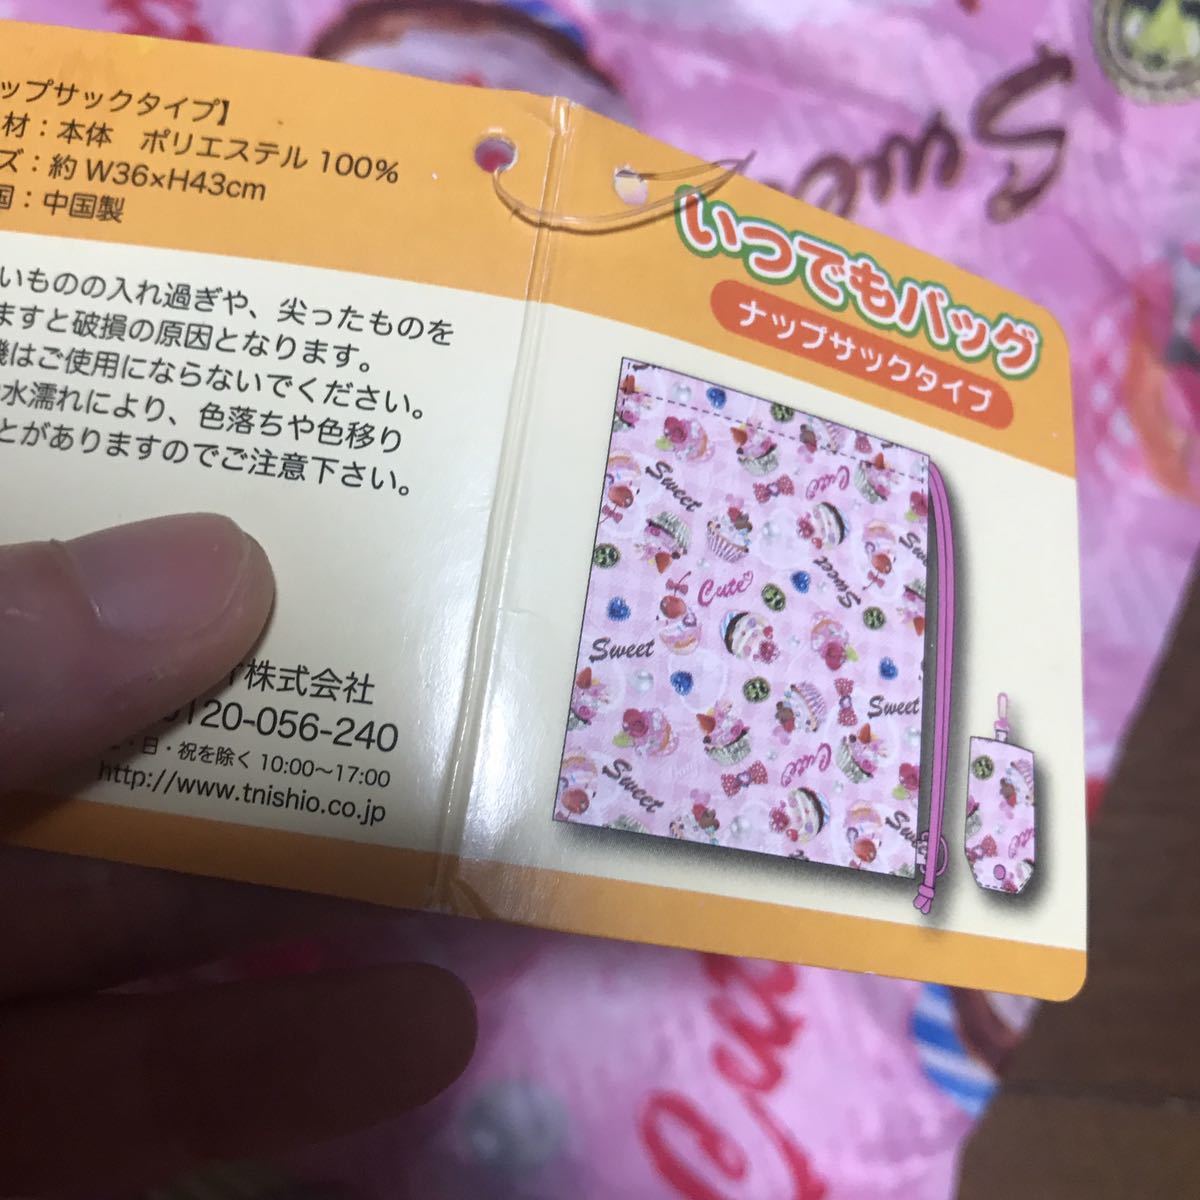 ップサックタイプ】
材：本体 ポリエステル 100%
ズ：約 W36×H43cm
国：中国製
いものの入れ過ぎや、尖ったものを
ますと破損の原因となります。
機はご使用にならないでください。
水濡れにより、色落ちや色移り
とがありますのでご注意下さい。
株式会社
0120-056-240
・日・祝を除く 10:00〜17:00
http://www.tnishio.co.jp
いつでもバッグ
ナップサックタイプ
Sweet
Cute
Cute
Sweet
Sweet
Sweet
Cute
Sweet